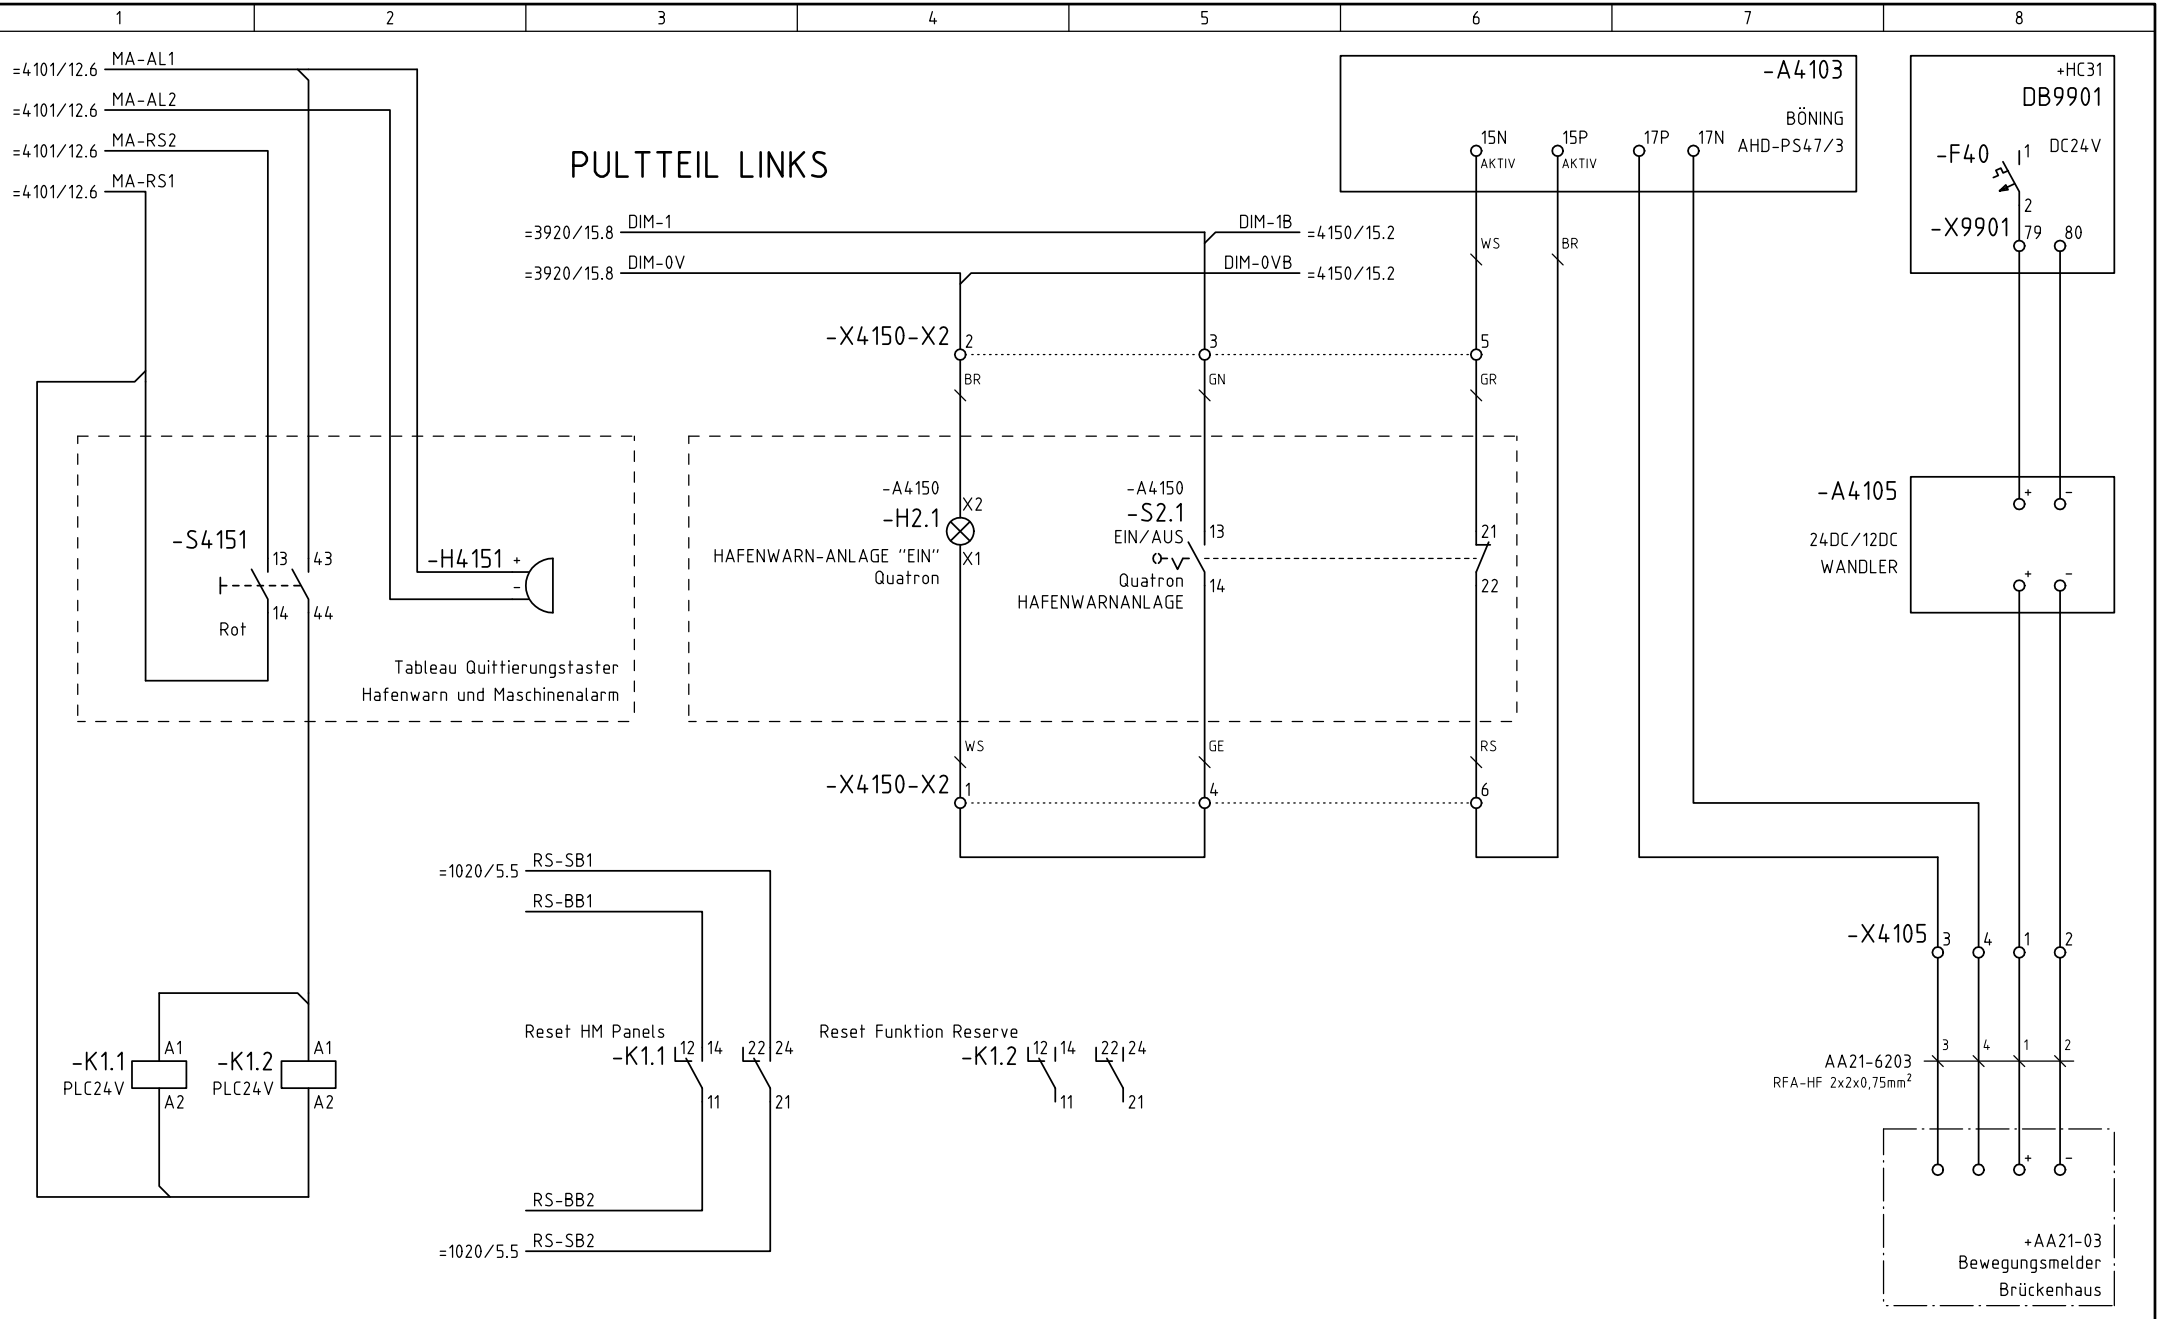 1 2 3 4 5 6 7 8
=4101/12.6 MA-AL1
=4101/12.6 MA-AL2
=4101/12.6 MA-RS2
=4101/12.6 MA-RS1
PULTTEIL LINKS
-A4103
BÖNING
AHD-PS47/3
15N
AKTIV
15P
AKTIV
17P
17N
+HC31
DB9901
DC24V
-F40
1
2
-X9901
79
80
=3920/15.8 DIM-1
DIM-1B =4150/15.2
=3920/15.8 DIM-0V
DIM-0VB =4150/15.2
WS
BR
-X4150-X2 2 3 5
BR
GN
GR
-S4151
13
43
14
44
Rot
-H4151 +
-
Tableau Quittierungstaster
Hafenwarn und Maschinenalarm
-A4150
-H2.1
X2
X1
HAFENWARN-ANLAGE "EIN"
Quatron
-A4150
-S2.1
EIN/AUS
13
14
Quatron
HAFENWARNANLAGE
21
22
-A4105
+ -
24DC/12DC
WANDLER
+ -
WS
GE
RS
-X4150-X2 1 4 6
=1020/5.5 RS-SB1
RS-BB1
-X4105 3 4 1 2
Reset HM Panels
-K1.1 12 14 22 24
11
21
Reset Funktion Reserve
-K1.2 12 14 22 24
11
21
-K1.1
PLC24V
A1
A2
-K1.2
PLC24V
A1
A2
AA21-6203
RFA-HF 2x2x0,75mm²
3 4 1 2
RS-BB2
=1020/5.5 RS-SB2
+ -
+AA21-03
Bewegungsmelder
Brückenhaus